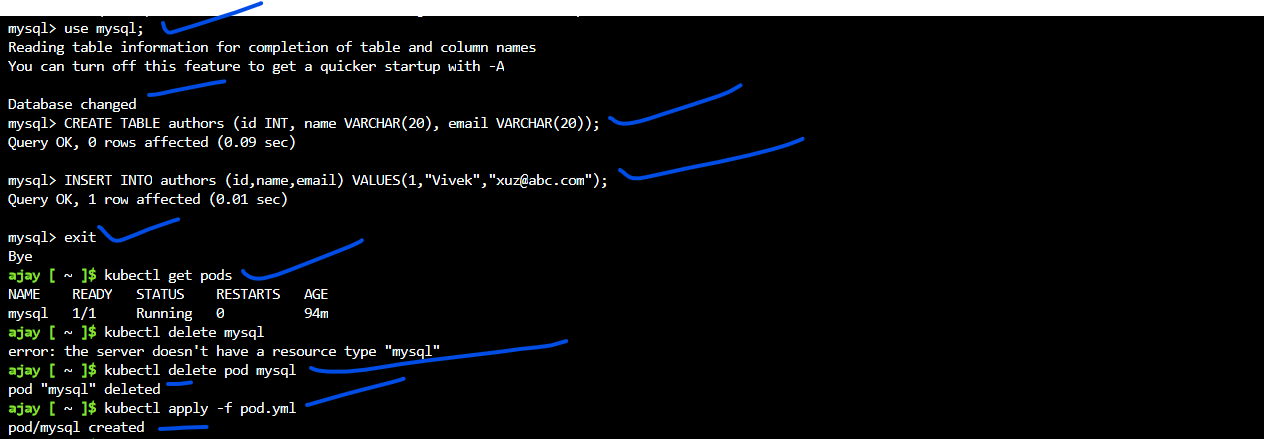 mysql> use mysql;
Reading table information for completion of table and column names
You can turn off this feature to get a quicker startup with -A
Database changed
mysql> CREATE TABLE authors (id INT, name VARCHAR(20), email VARCHAR(20));
Query OK, 0 rows affected (0.09 sec)
mysql> INSERT INTO authors (id,name,email) VALUES(1,"Vivek","xuz@abc.com");
Query OK, 1 row affected (0.01 sec)
mysql> exit
Bye
ajay [ ~ ]$ kubectl get pods
NAME READY STATUS RESTARTS AGE
mysql 1/1 Running 0 94m
ajay [ ~ ]$ kubectl delete mysql
error: the server doesn't have a resource type "mysql"
ajay [ ~ ]$ kubectl delete pod mysql
pod "mysql" deleted
ajay [ ~ ]$ kubectl apply -f pod.yml
pod/mysql created